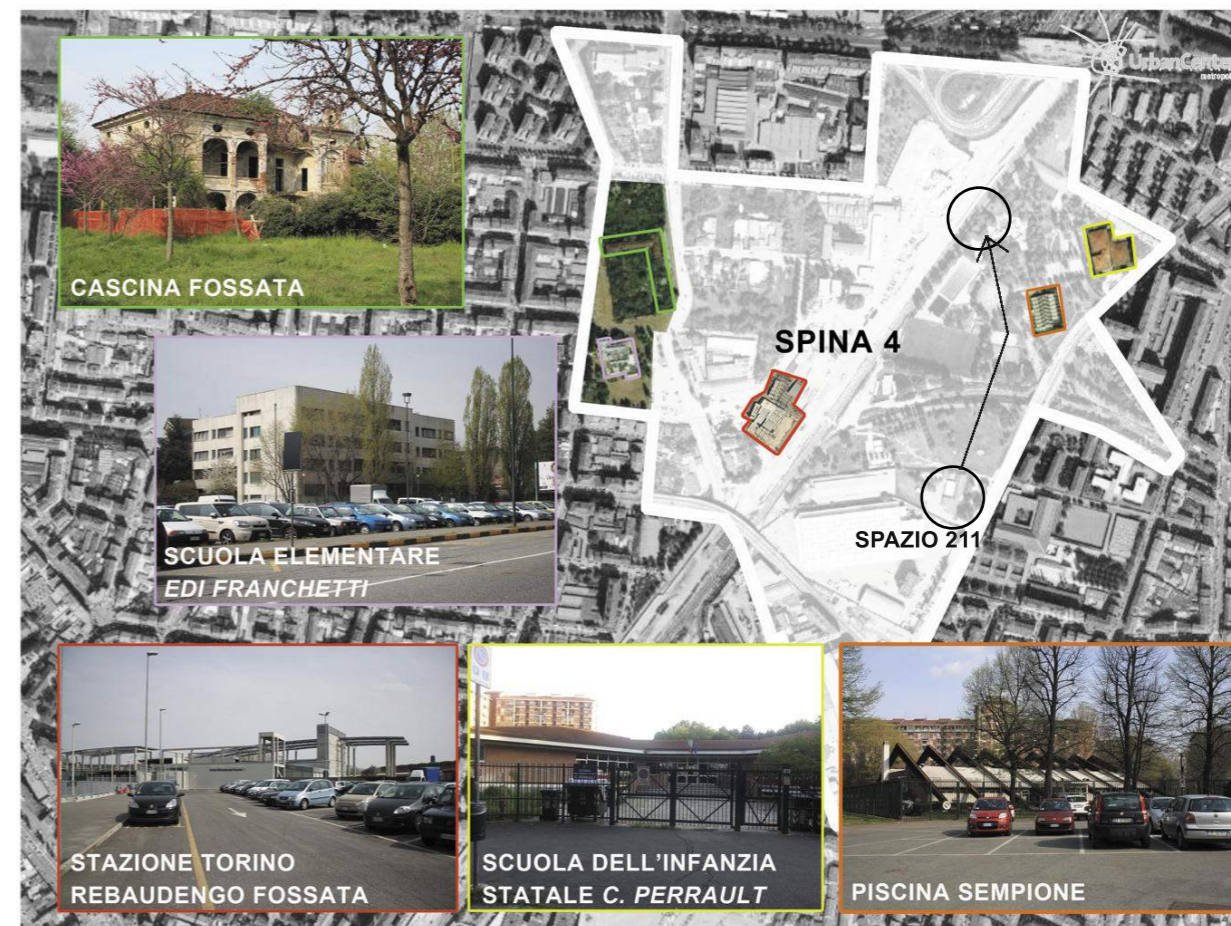 UrbanCenter
metropol
CASCINA FOSSATA
SPINA 4
SCUOLA ELEMENTARE
EDI FRANCHETTI
SPAZIO 211
STAZIONE TORINO
REBAUDENGO FOSSATA
SCUOLA DELL'INFANZIA
STATALE C. PERRAULT
PISCINA SEMPIONE